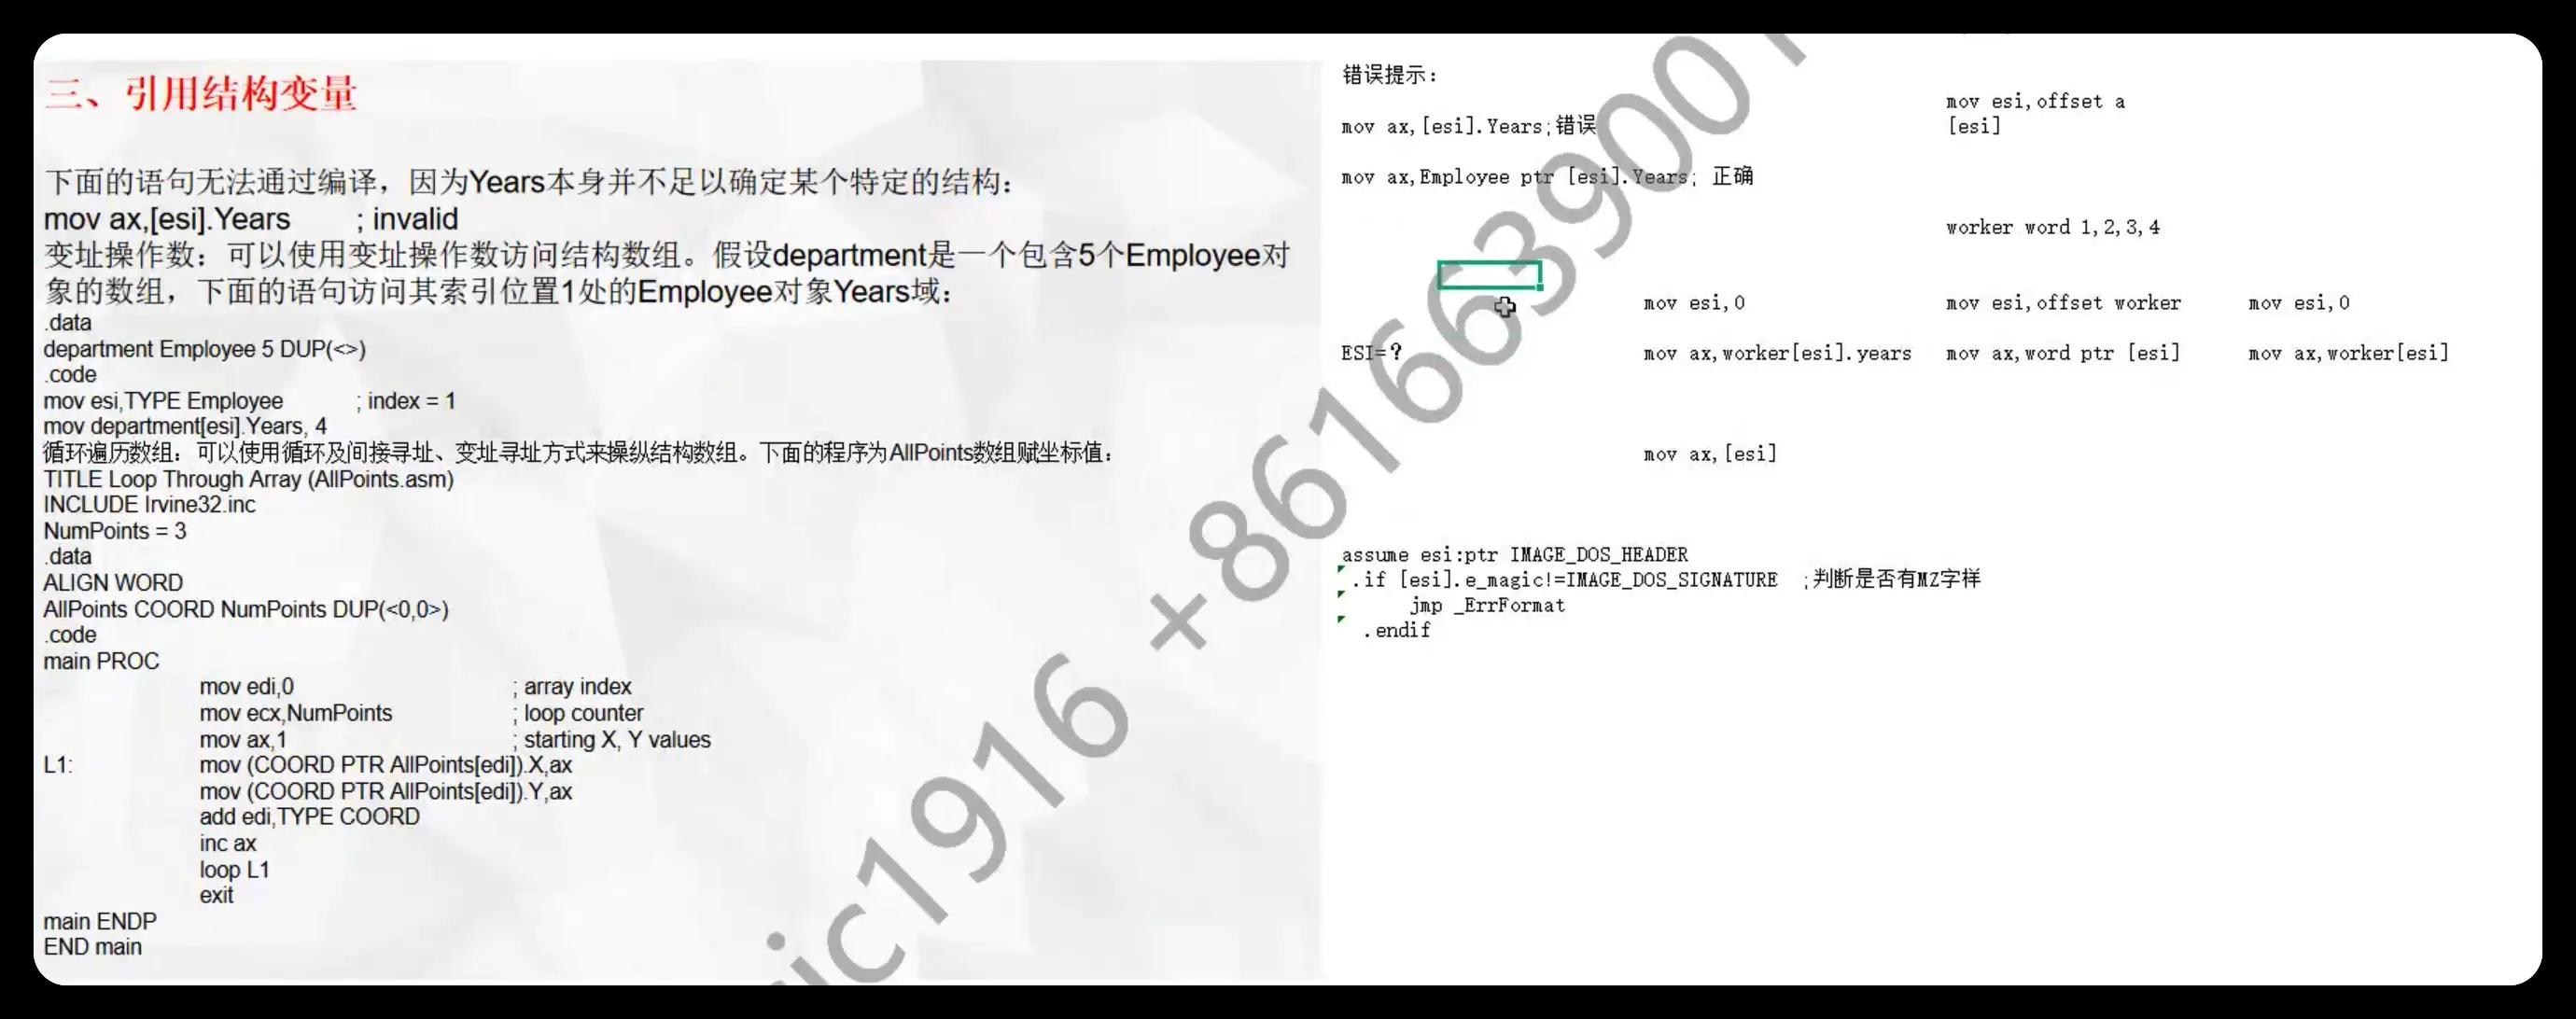 三、引用结构变量
下面的语句无法通过编译，因为Years本身并不足以确定某个特定的结构：
mov ax,[esi].Years ; invalid
变址操作数：可以使用变址操作数访问结构数组。假设department是一个包含5个Employee对
象的数组，下面的语句访问其索引位置1处的Employee对象Years域：
.data
department Employee 5 DUP(<>)
.code
mov esi,TYPE Employee ; index = 1
mov department[esi].Years, 4
循环遍历数组：可以使用循环及间接寻址、变址寻址方式来操纵结构数组。下面的程序为AllPoints数组赋坐标值：
TITLE Loop Through Array (AllPoints.asm)
INCLUDE Irvine32.inc
NumPoints = 3
.data
ALIGN WORD
AllPoints COORD NumPoints DUP(<0,0>)
.code
main PROC
mov edi,0 ; array index
mov ecx,NumPoints ; loop counter
mov ax,1 ; starting X, Y values
L1: mov (COORD PTR AllPoints[edi]).X,ax
mov (COORD PTR AllPoints[edi]).Y,ax
add edi,TYPE COORD
inc ax
loop L1
exit
main ENDP
END main
错误提示：
mov esi,offset a
mov ax,[esi].Years;错误 [esi]
mov ax,Employee ptr [esi].Years; 正确
worker word 1,2,3,4
mov esi,0 mov esi,offset worker mov esi,0
ESI=? mov ax,worker[esi].years mov ax,word ptr [esi] mov ax,worker[esi]
mov ax,[esi]
assume esi:ptr IMAGE_DOS_HEADER
.if [esi].e_magic!=IMAGE_DOS_SIGNATURE ;判断是否有MZ字样
jmp _ErrFormat
.endif
ic1916 +8616639001